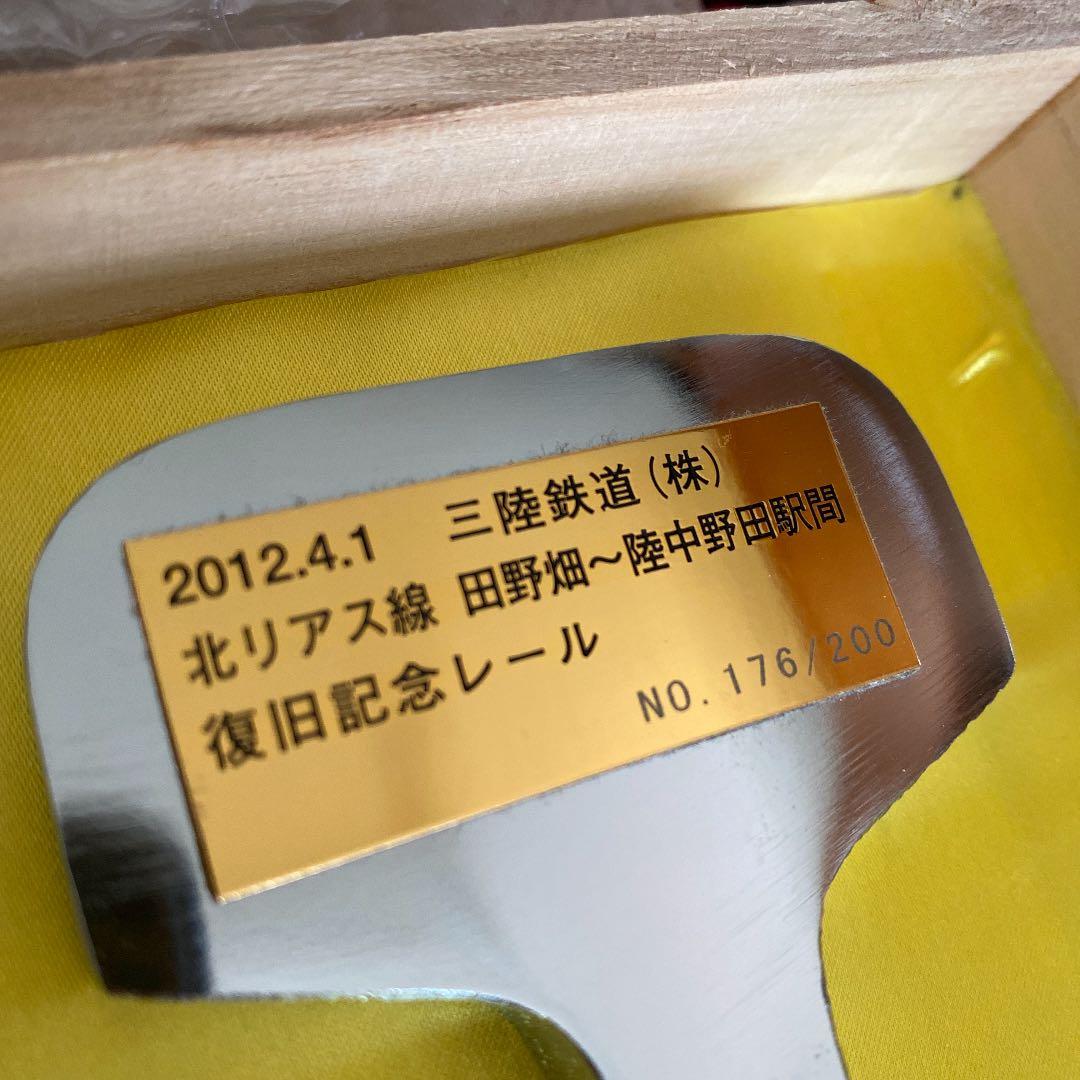 2012.4.1 三陸鉄道(株)
北リアス線 田野畑～陸中野田駅間
復旧記念レール
NO.176/200